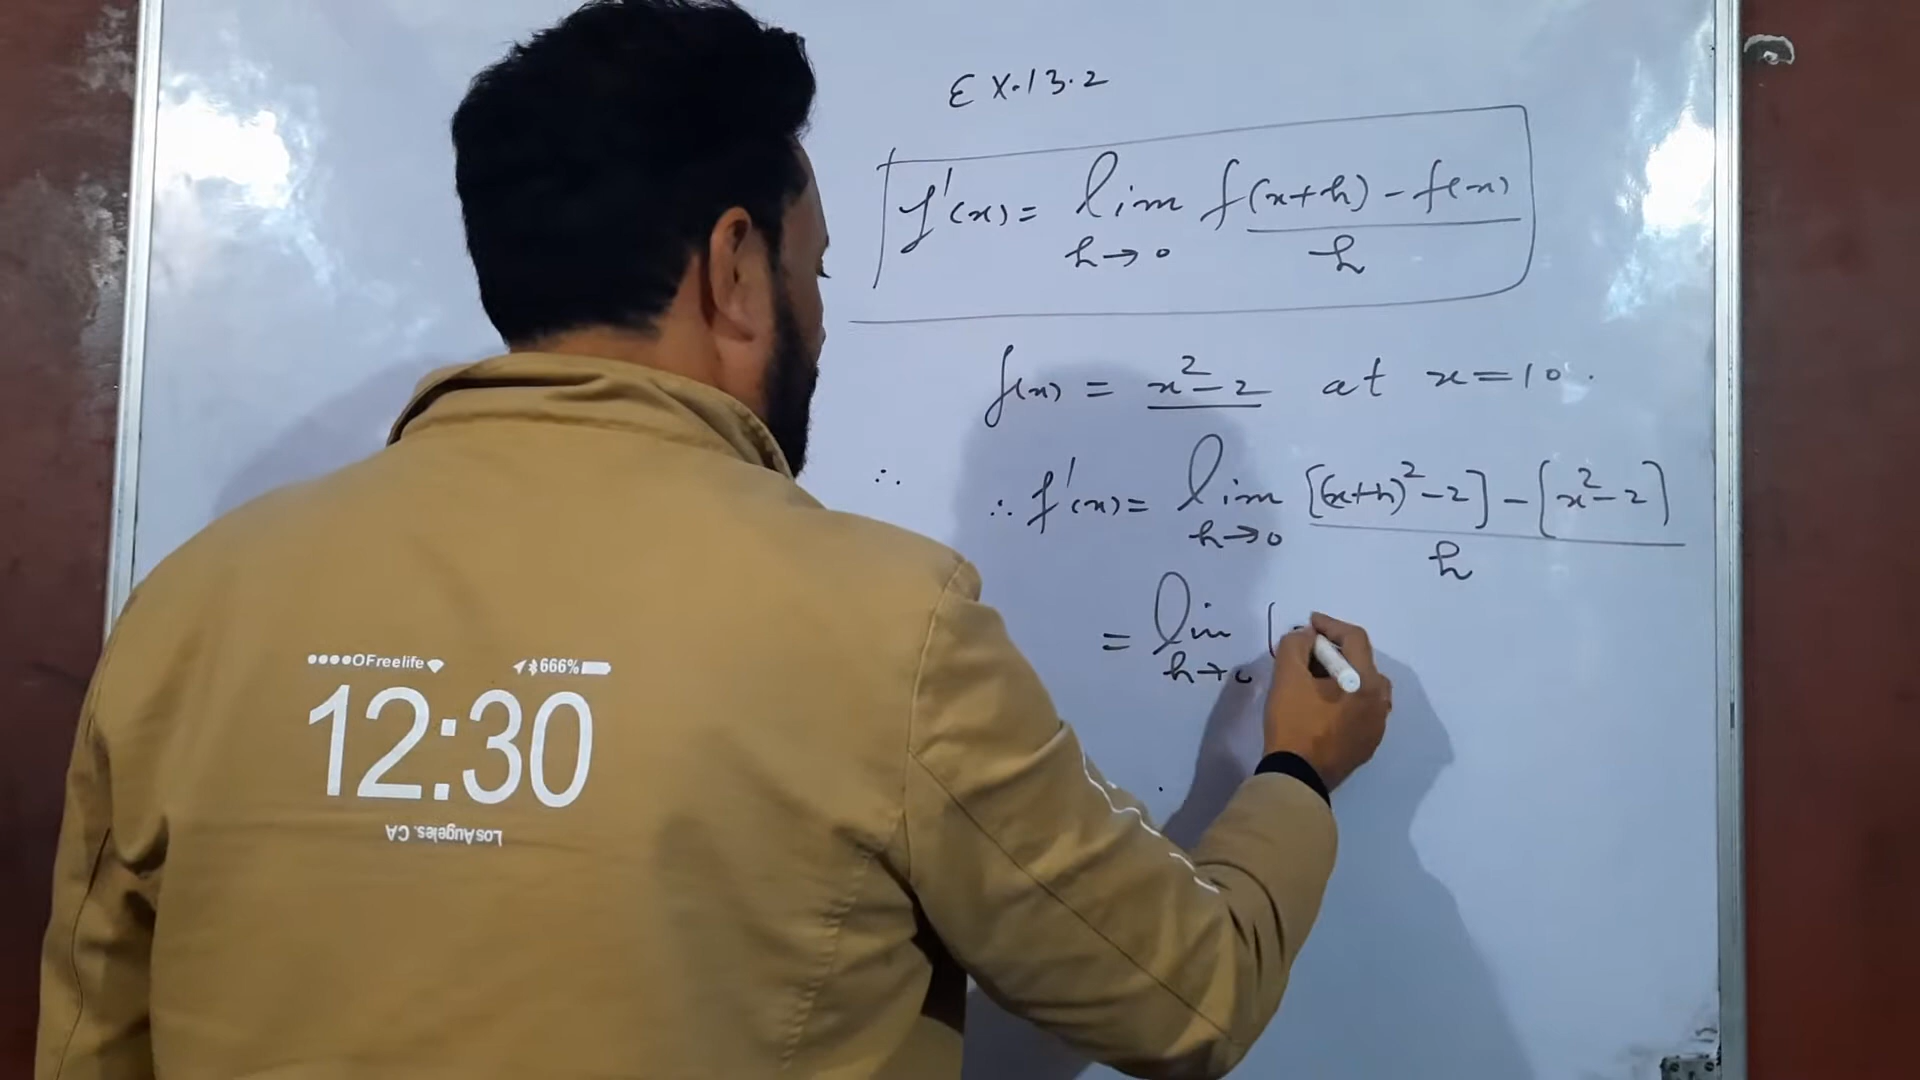 Ex.13.2
f'(x) = lim f(x+h) - f(x)
h→0 h
f(x) = x²-2 at x=10.
∴ ∴ f'(x) = lim [(x+h)²-2] - [x²-2]
h→0 h
= lim [
h→0
●●●●OFreelife 666%
12:30
Los Augeles. CA